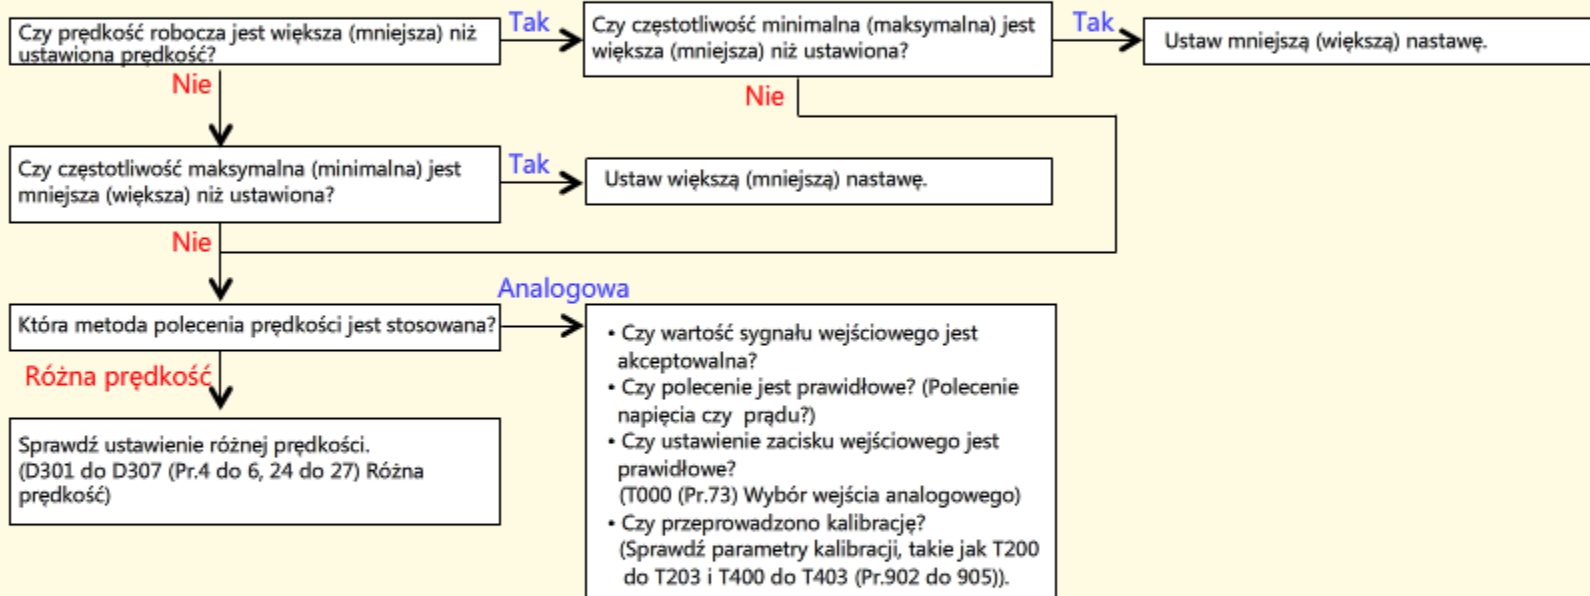 Czy prędkość robocza jest większa (mniejsza) niż
ustawiona prędkość?
Tak
Czy częstotliwość minimalna (maksymalna) jest
większa (mniejsza) niż ustawiona?
Tak
Ustaw mniejszą (większą) nastawę.
Nie
Nie
Czy częstotliwość maksymalna (minimalna) jest
mniejsza (większa) niż ustawiona?
Tak
Ustaw większą (mniejszą) nastawę.
Nie
Która metoda polecenia prędkości jest stosowana?
Analogowa
Różna prędkość
Sprawdź ustawienie różnej prędkości.
(D301 do D307 (Pr.4 do 6, 24 do 27) Różna
prędkość)
• Czy wartość sygnału wejściowego jest
akceptowalna?
• Czy polecenie jest prawidłowe? (Polecenie
napięcia czy prądu?)
• Czy ustawienie zacisku wejściowego jest
prawidłowe?
(T000 (Pr.73) Wybór wejścia analogowego)
• Czy przeprowadzono kalibrację?
(Sprawdź parametry kalibracji, takie jak T200
do T203 i T400 do T403 (Pr.902 do 905)).